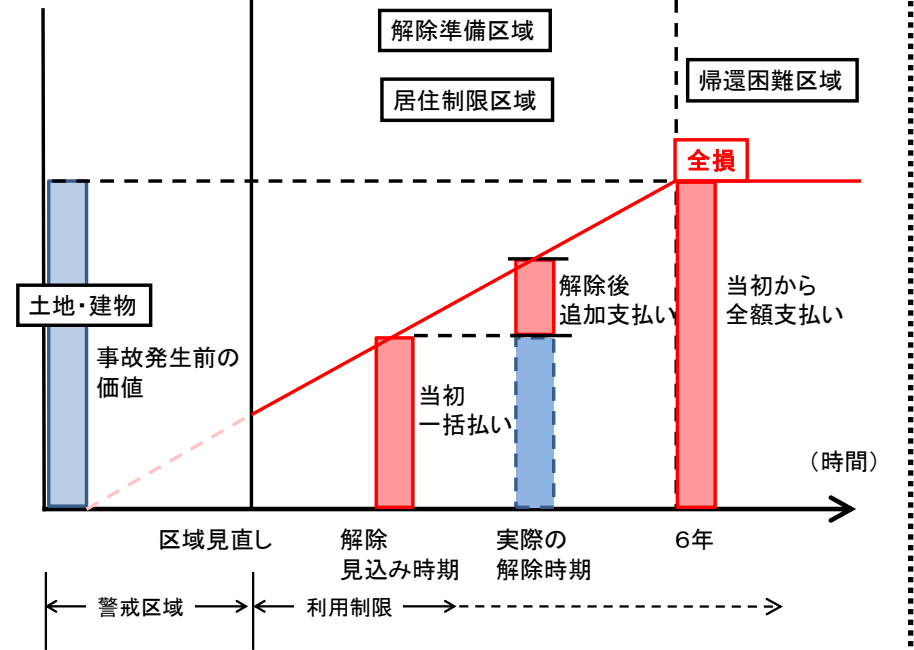 解除準備区域
居住制限区域
帰還困難区域
全損
土地・建物
事故発生前の
価値
当初
一括払い
解除後
追加支払い
当初から
全額支払い
（時間）
区域見直し
解除
見込み時期
実際の
解除時期
６年
警戒区域
利用制限